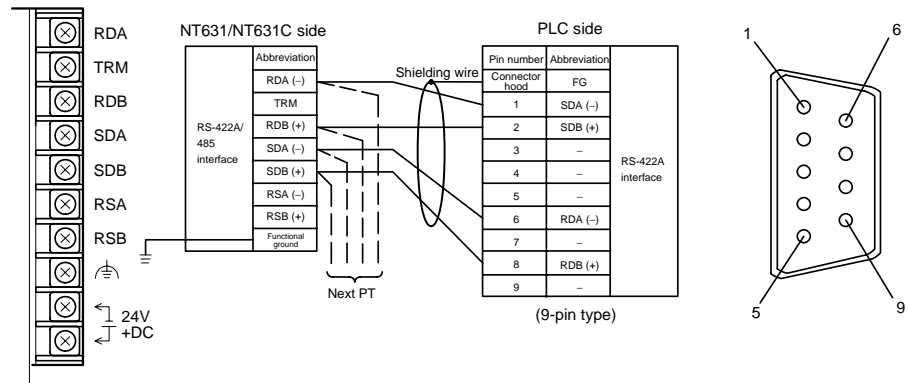 RDA
TRM
RDB
SDA
SDB
RSA
RSB
24V
+DC
NT631/NT631C side
Abbreviation
RS-422A/
485
interface
RDA (–)
TRM
RDB (+)
SDA (–)
SDB (+)
RSA (–)
RSB (+)
Functional
ground
Shielding wire
Next PT
PLC side
Pin number Abbreviation
Connector
hood FG
1 SDA (–)
2 SDB (+)
3 –
4 –
5 –
6 RDA (–)
7 –
8 RDB (+)
9 –
RS-422A
interface
(9-pin type)
1 6
5 9